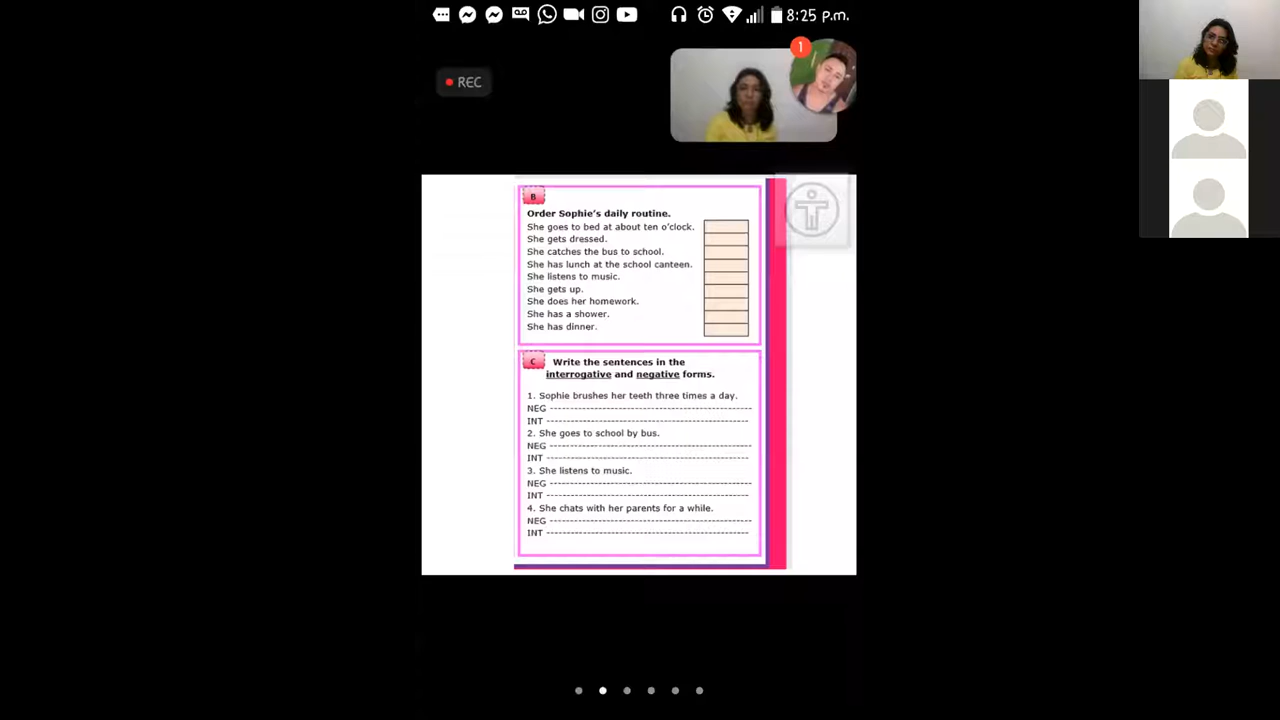 8:25 p.m.
1
REC
B
Order Sophie's daily routine.
She goes to bed at about ten o'clock.
She gets dressed.
She catches the bus to school.
She has lunch at the school canteen.
She listens to music.
She gets up.
She does her homework.
She has a shower.
She has dinner.
C
Write the sentences in the
interrogative and negative forms.
1. Sophie brushes her teeth three times a day.
NEG
INT
2. She goes to school by bus.
NEG
INT
3. She listens to music.
NEG
INT
4. She chats with her parents for a while.
NEG
INT